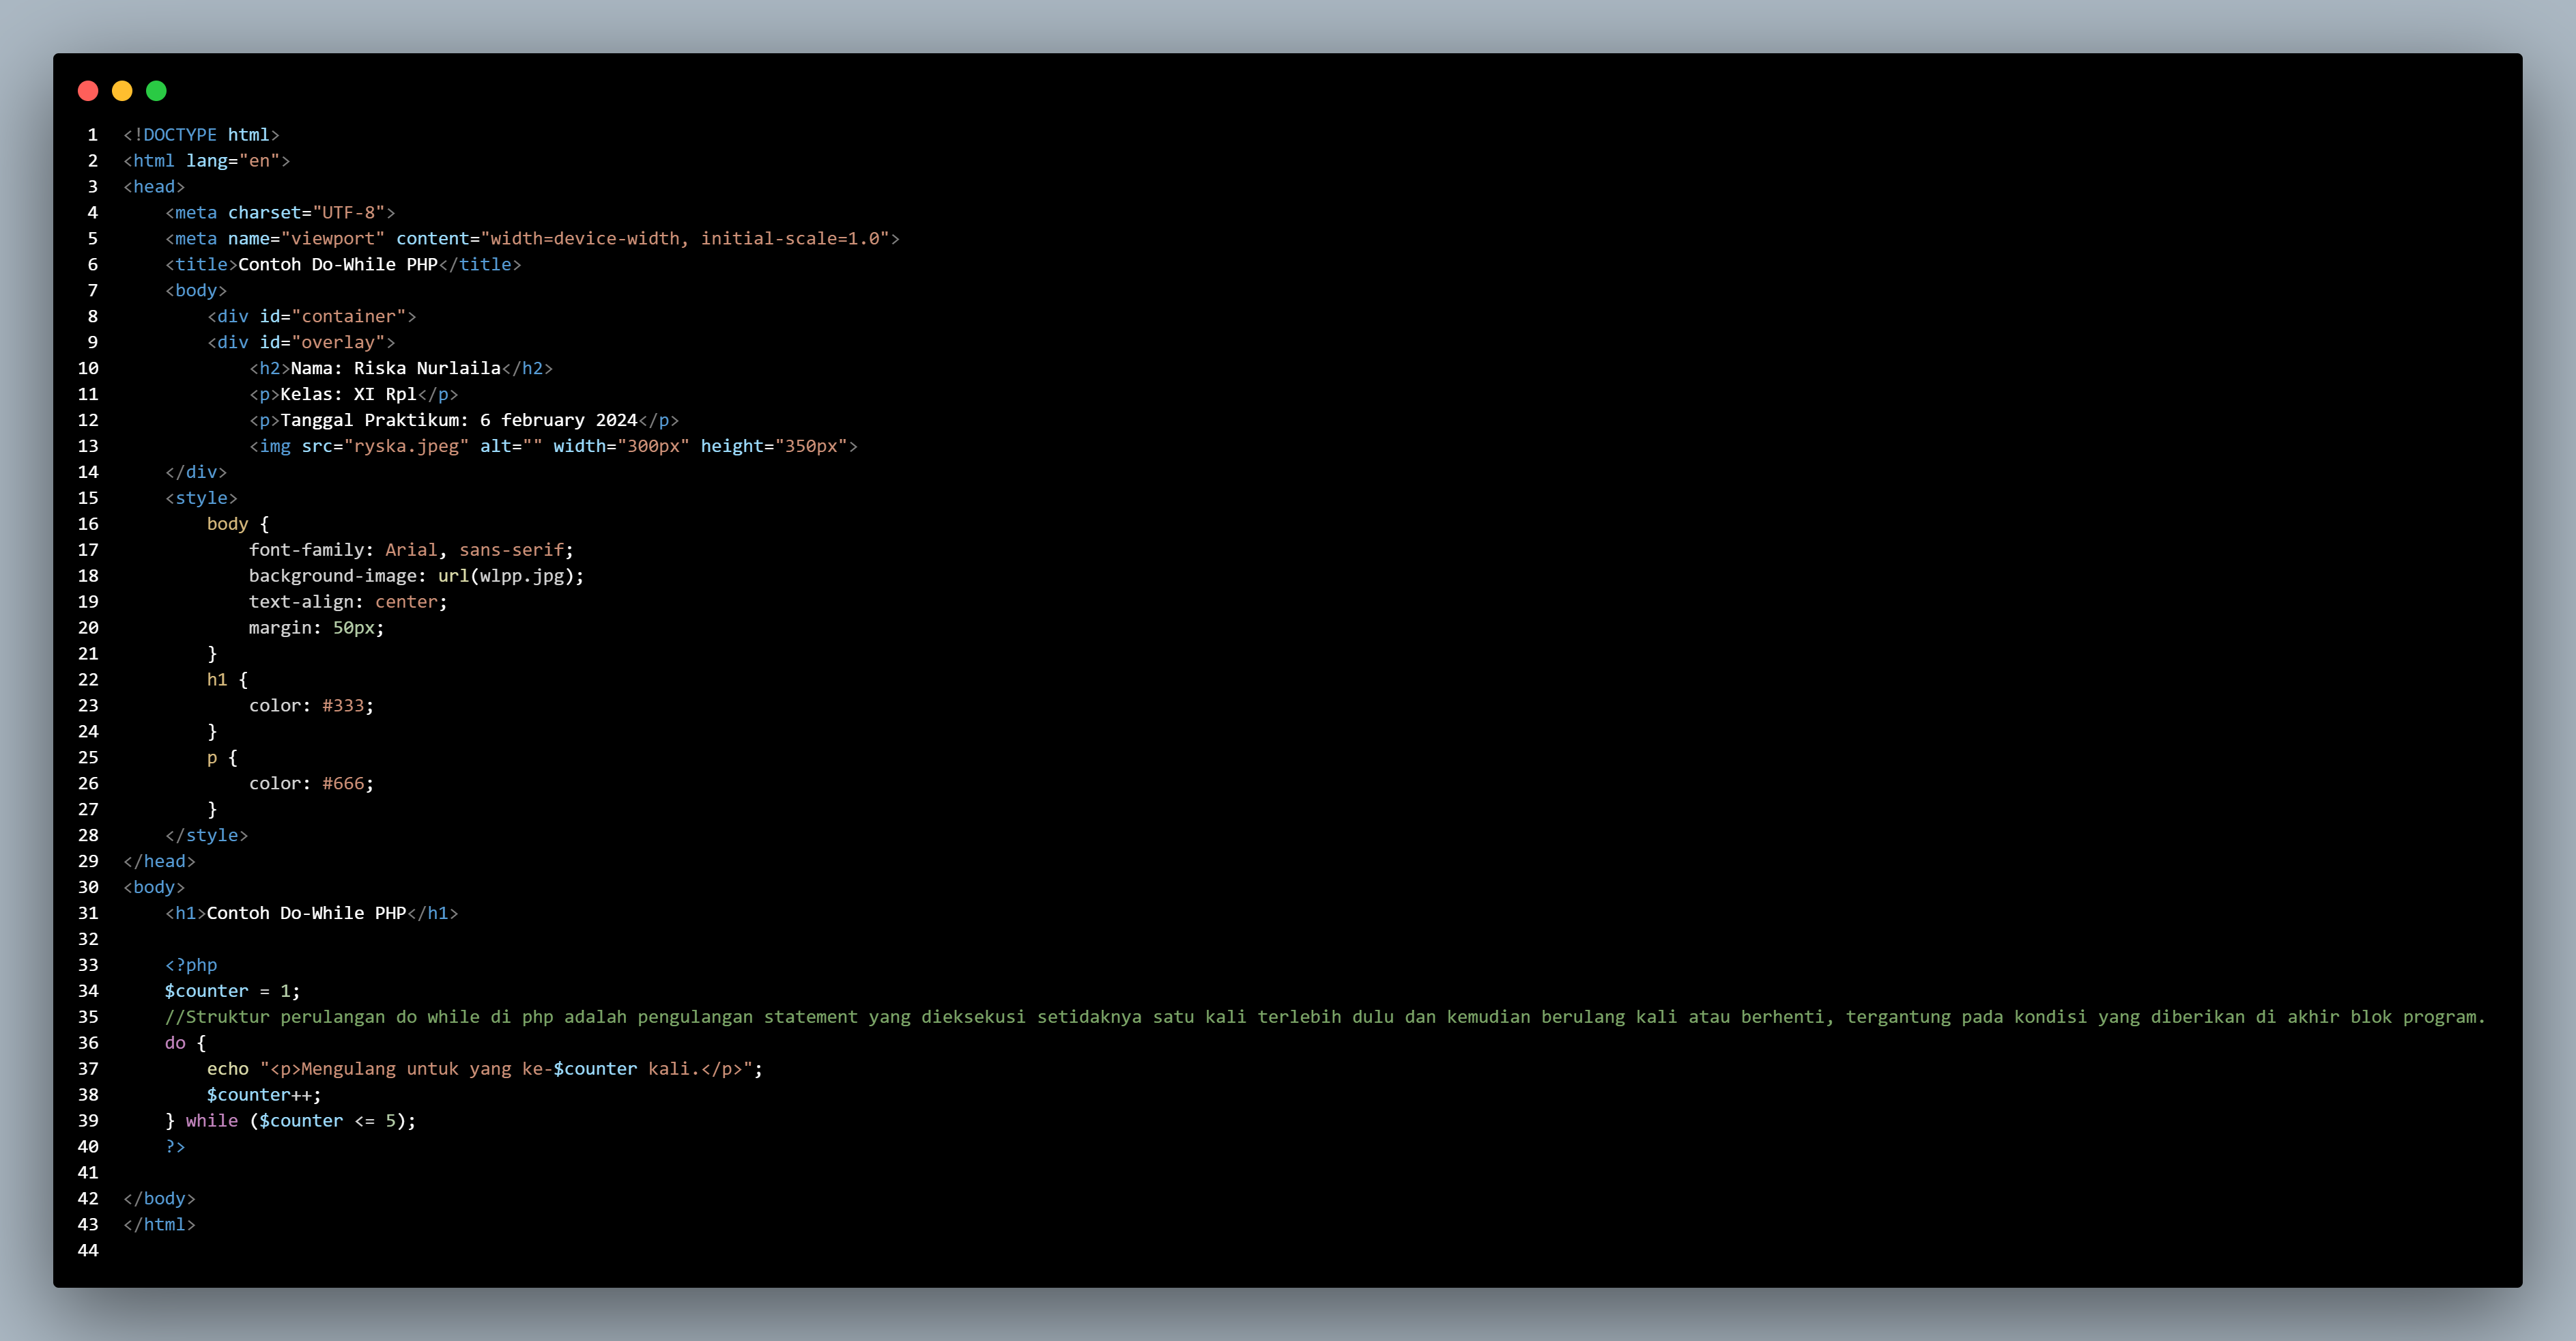 1 <!DOCTYPE html>
2 <html lang="en">
3 <head>
4     <meta charset="UTF-8">
5     <meta name="viewport" content="width=device-width, initial-scale=1.0">
6     <title>Contoh Do-While PHP</title>
7     <body>
8         <div id="container">
9         <div id="overlay">
10             <h2>Nama: Riska Nurlaila</h2>
11             <p>Kelas: XI Rpl</p>
12             <p>Tanggal Praktikum: 6 february 2024</p>
13             <img src="ryska.jpeg" alt="" width="300px" height="350px">
14     </div>
15     <style>
16         body {
17             font-family: Arial, sans-serif;
18             background-image: url(wlpp.jpg);
19             text-align: center;
20             margin: 50px;
21         }
22         h1 {
23             color: #333;
24         }
25         p {
26             color: #666;
27         }
28     </style>
29 </head>
30 <body>
31     <h1>Contoh Do-While PHP</h1>
32
33     <?php
34     $counter = 1;
35     //Struktur perulangan do while di php adalah pengulangan statement yang dieksekusi setidaknya satu kali terlebih dulu dan kemudian berulang kali atau berhenti, tergantung pada kondisi yang diberikan di akhir blok program.
36     do {
37         echo "<p>Mengulang untuk yang ke-$counter kali.</p>";
38         $counter++;
39     } while ($counter <= 5);
40     ?>
41
42 </body>
43 </html>
44